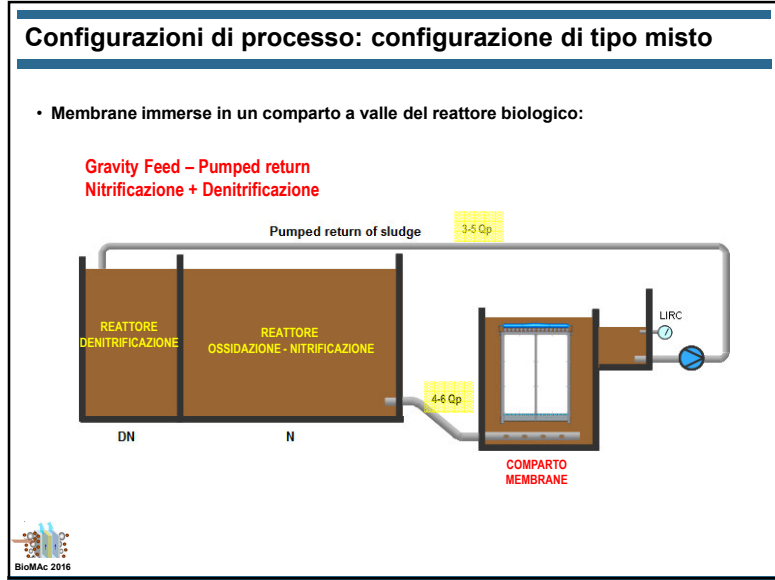 Configurazioni di processo: configurazione di tipo misto
• Membrane immerse in un comparto a valle del reattore biologico:
Gravity Feed – Pumped return
Nitrificazione + Denitrificazione
Pumped return of sludge
3-5 Qp
LIRC
REATTORE
DENITRIFICAZIONE
REATTORE
OSSIDAZIONE - NITRIFICAZIONE
4-6 Qp
DN
N
COMPARTO
MEMBRANE
BioMAc 2016